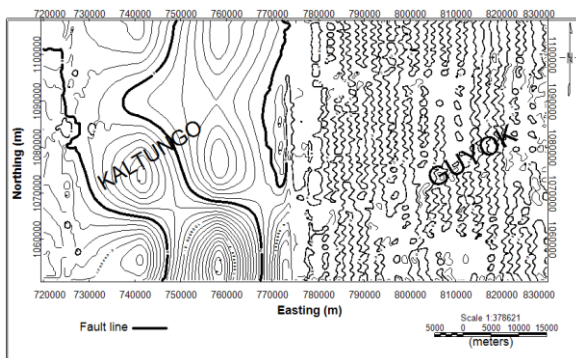 720000 730000 740000 750000 760000 770000 780000 790000 800000 810000 820000 830000
1100000 1100000
N
1090000 1090000
KALTUNGO
GUYOK
1080000 1080000
Northing (m)
1070000 1070000
1060000 1060000
720000 730000 740000 750000 760000 770000 780000 790000 800000 810000 820000 830000
Easting (m)
Fault line
Scale 1:378621
5000 0 5000 10000 15000
(meters)